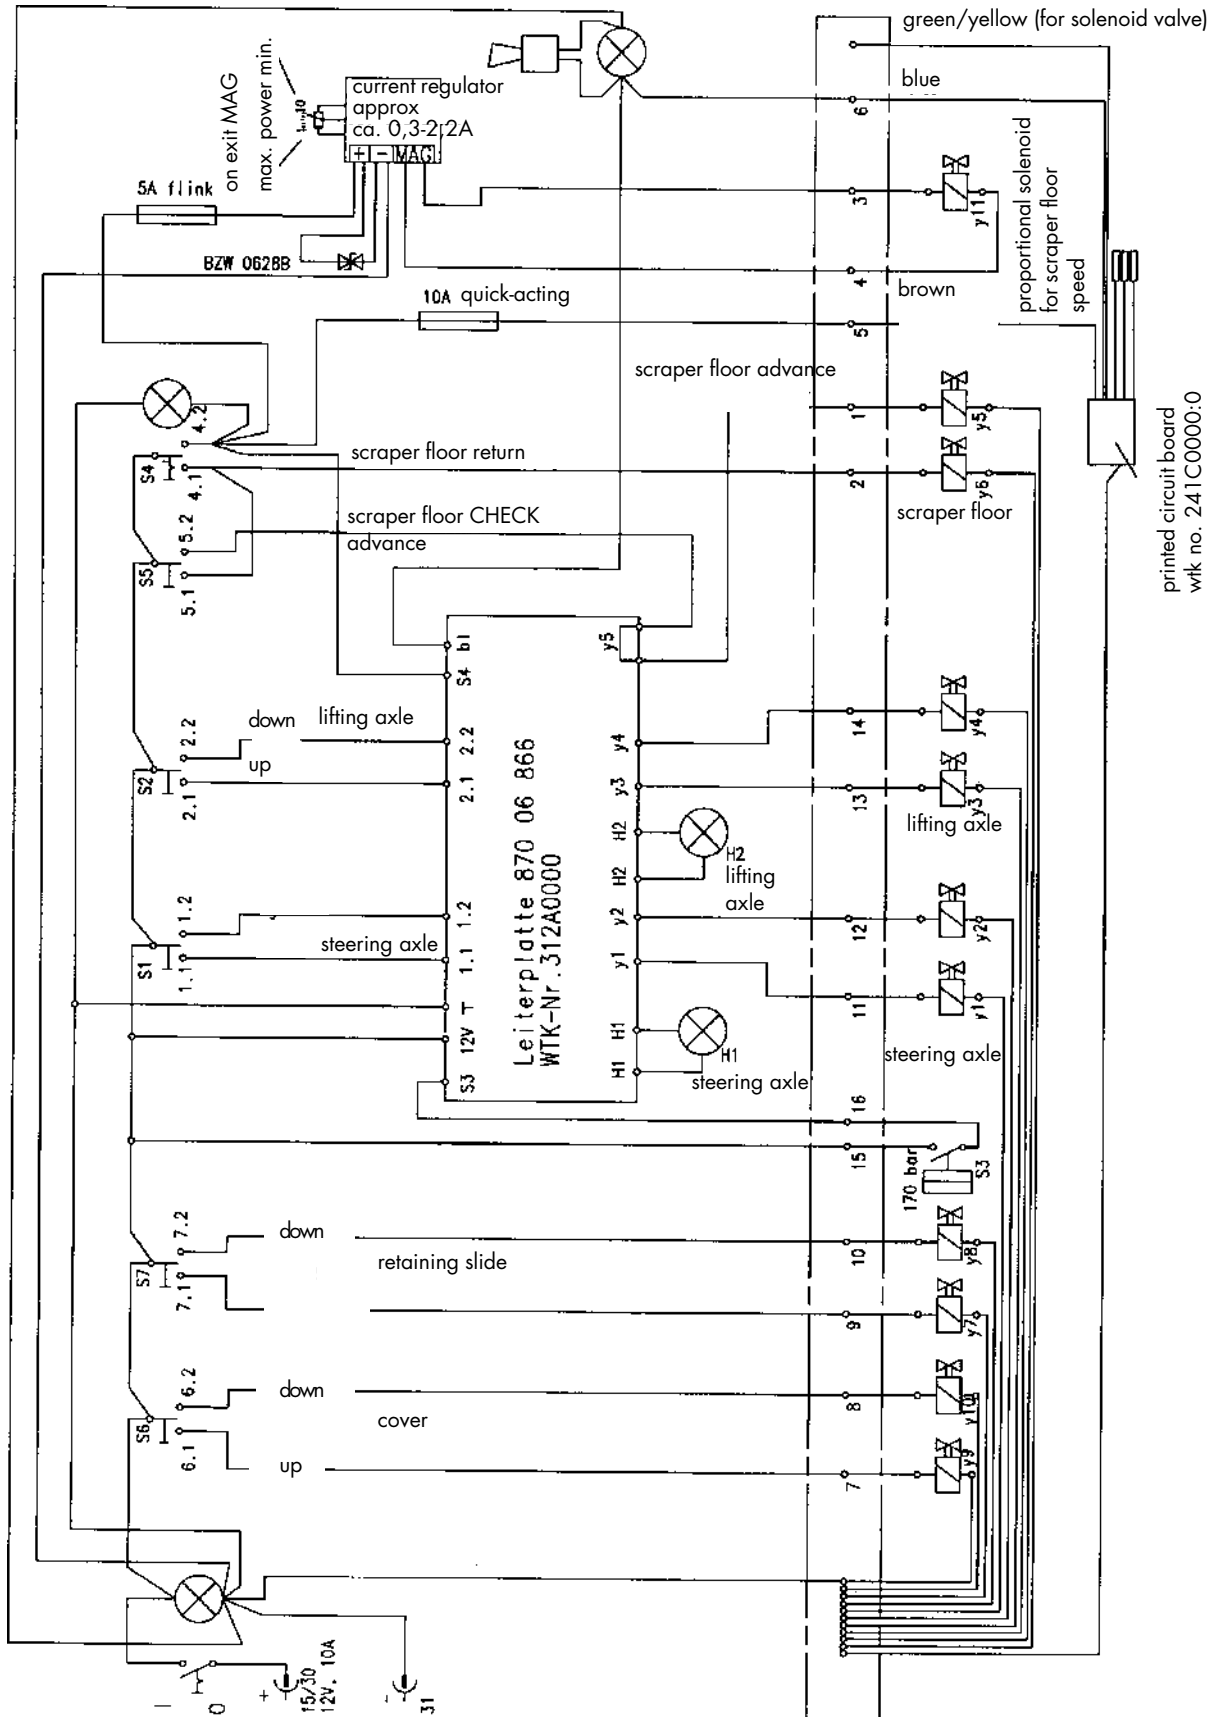 green/yellow (for solenoid valve)
blue
6
current regulator
approx
ca. 0,3-2,2A
+ − MAG
10
on exit MAG
max. power min.
5A flink
BZW 0628B
3
y11
4
brown
proportional solenoid
for scraper floor
speed
10A quick-acting
5
scraper floor advance
1
y5
printed circuit board
wtk no. 241C0000:0
4.2
S4
4.1
scraper floor return
2
y6
scraper floor
5.2
scraper floor CHECK
advance
S5
5.1
bl
y5
S4
2.2
down
lifting axle
2.2
14
y4
y4
S2
up
2.1
2.1
y3
13
y3
lifting axle
Leiterplatte 870 06 866
WTK-Nr.312A0000
H2
H2
H2
lifting
axle
1.2
1.2
y2
12
y2
S1
1.1
steering axle
1.1
y1
11
y1
T
12V
H1
H1
H1
steering axle
steering axle
S3
16
15
170 bar
S3
7.2
down
10
y8
S7
retaining slide
7.1
9
y7
6.2
down
8
y10
S6
cover
6.1
up
7
y9
I
0
+
15/30
12V, 10A
-
31